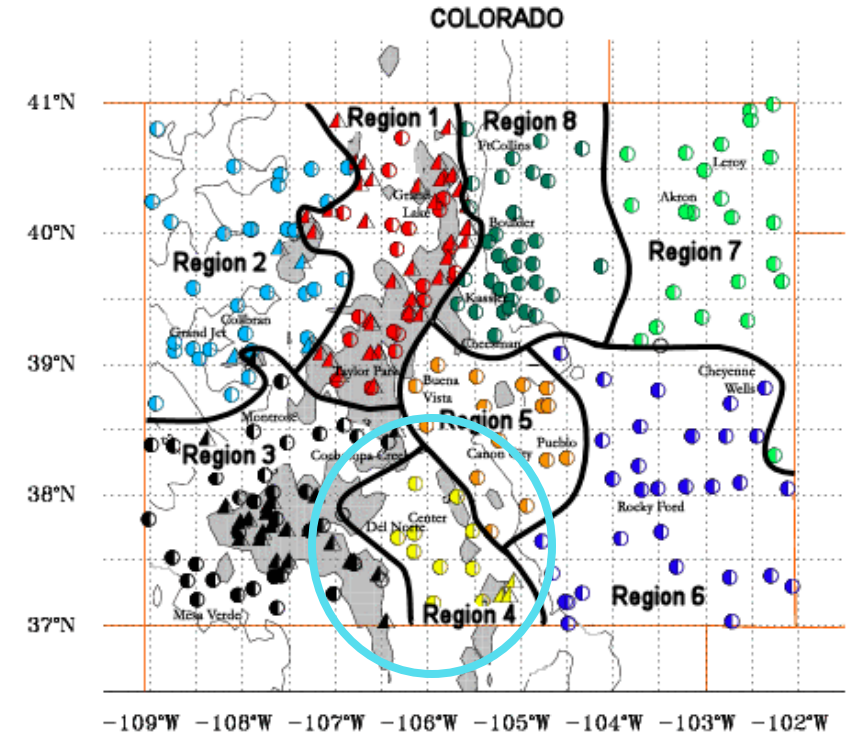 COLORADO
41°N
Region 1
Region 8
FtCollins
Leroy
Grand
Lake
Akron
Boulder
40°N
Region 2
Region 7
Kassler
Collbran
Grand Jct
Cheesman
39°N
Taylor Park
Buena
Vista
Cheyenne
Wells
Montrose
Region 5
Region 3
Cochetopa Creek
Canon City
Pueblo
38°N
Rocky Ford
Del Norte
Center
Region 4
Region 6
Mesa Verde
37°N
-109°W -108°W -107°W -106°W -105°W -104°W -103°W -102°W